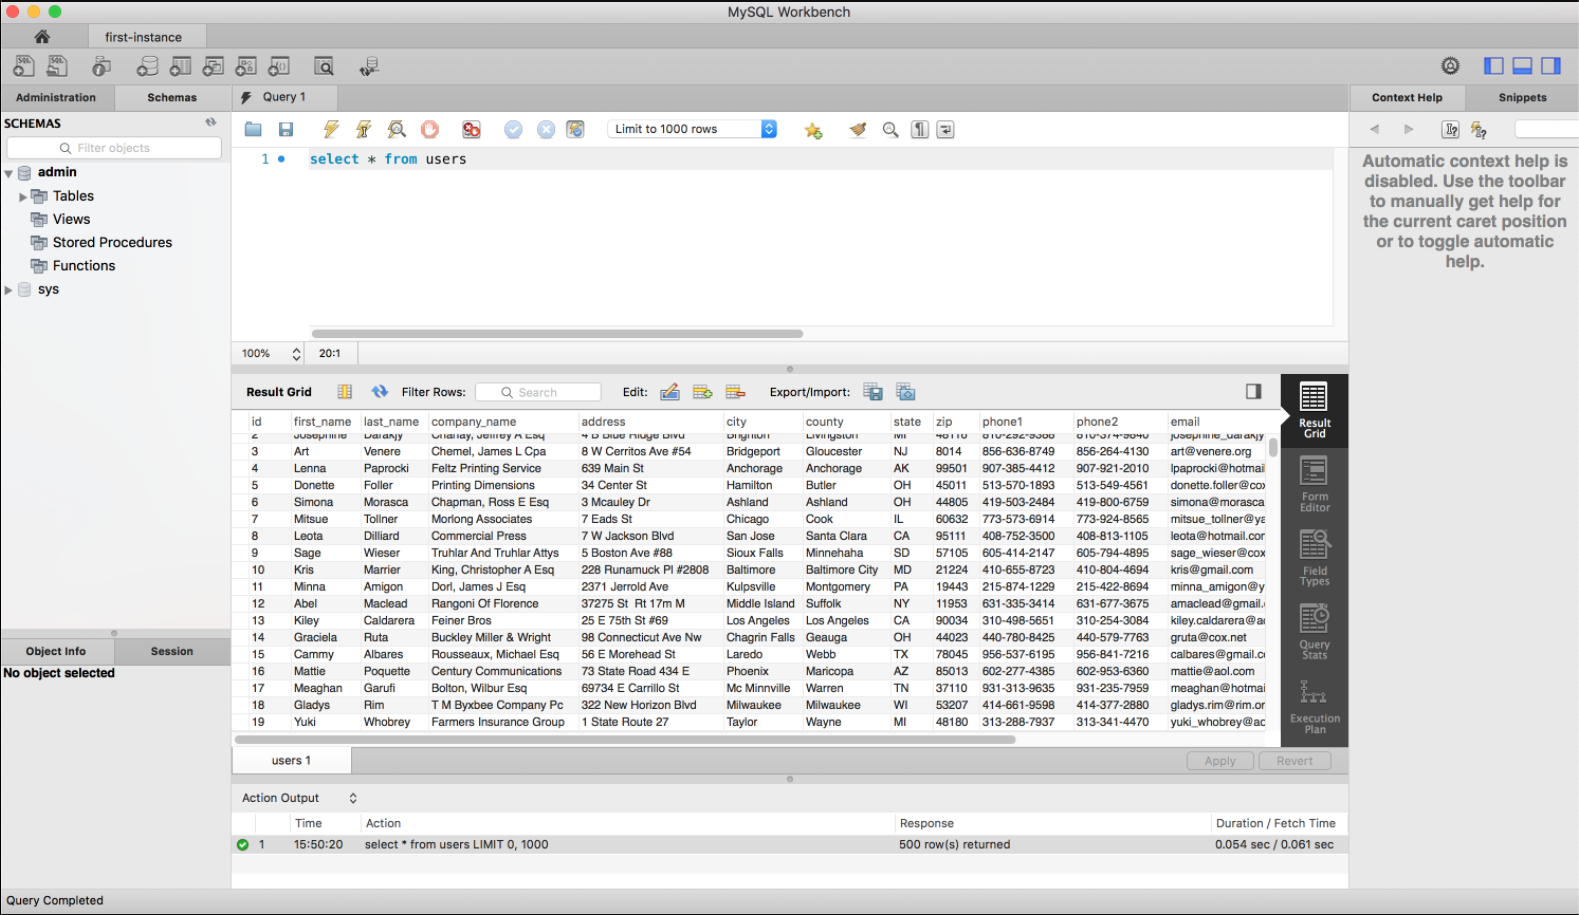 MySQL Workbench
first-instance
Administration Schemas Query 1 Context Help Snippets
SCHEMAS
Filter objects
Limit to 1000 rows
1 select * from users
admin
Tables
Views
Stored Procedures
Functions
sys
Automatic context help is
disabled. Use the toolbar
to manually get help for
the current caret position
or to toggle automatic
help.
100% 20:1
Result Grid Filter Rows: Search Edit: Export/Import:
id first_name last_name company_name address city county state zip phone1 phone2 email
2 Josephine Darakjy Chanay, Jeffrey A Esq 4 B Blue Ridge Blvd Brighton Livingston MI 48116 810-292-9388 810-374-9840 josephine_darakjy
3 Art Venere Chemel, James L Cpa 8 W Cerritos Ave #54 Bridgeport Gloucester NJ 8014 856-636-8749 856-264-4130 art@venere.org
4 Lenna Paprocki Feltz Printing Service 639 Main St Anchorage Anchorage AK 99501 907-385-4412 907-921-2010 lpaprocki@hotmai
5 Donette Foller Printing Dimensions 34 Center St Hamilton Butler OH 45011 513-570-1893 513-549-4561 donette.foller@cox
6 Simona Morasca Chapman, Ross E Esq 3 Mcauley Dr Ashland Ashland OH 44805 419-503-2484 419-800-6759 simona@morasca
7 Mitsue Tollner Morlong Associates 7 Eads St Chicago Cook IL 60632 773-573-6914 773-924-8565 mitsue_tollner@ya
8 Leota Dilliard Commercial Press 7 W Jackson Blvd San Jose Santa Clara CA 95111 408-752-3500 408-813-1105 leota@hotmail.com
9 Sage Wieser Truhlar And Truhlar Attys 5 Boston Ave #88 Sioux Falls Minnehaha SD 57105 605-414-2147 605-794-4895 sage_wieser@cox
10 Kris Marrier King, Christopher A Esq 228 Runamuck Pl #2808 Baltimore Baltimore City MD 21224 410-655-8723 410-804-4694 kris@gmail.com
11 Minna Amigon Dorl, James J Esq 2371 Jerrold Ave Kulpsville Montgomery PA 19443 215-874-1229 215-422-8694 minna_amigon@y
12 Abel Maclead Rangoni Of Florence 37275 St Rt 17m M Middle Island Suffolk NY 11953 631-335-3414 631-677-3675 amaclead@gmail.
13 Kiley Caldarera Feiner Bros 25 E 75th St #69 Los Angeles Los Angeles CA 90034 310-498-5651 310-254-3084 kiley.caldarera@ao
14 Graciela Ruta Buckley Miller & Wright 98 Connecticut Ave Nw Chagrin Falls Geauga OH 44023 440-780-8425 440-579-7763 gruta@cox.net
15 Cammy Albares Rousseaux, Michael Esq 56 E Morehead St Laredo Webb TX 78045 956-537-6195 956-841-7216 calbares@gmail.co
16 Mattie Poquette Century Communications 73 State Road 434 E Phoenix Maricopa AZ 85013 602-277-4385 602-953-6360 mattie@aol.com
17 Meaghan Garufi Bolton, Wilbur Esq 69734 E Carrillo St Mc Minnville Warren TN 37110 931-313-9635 931-235-7959 meaghan@hotmai
18 Gladys Rim T M Byxbee Company Pc 322 New Horizon Blvd Milwaukee Milwaukee WI 53207 414-661-9598 414-377-2880 gladys.rim@rim.or
19 Yuki Whobrey Farmers Insurance Group 1 State Route 27 Taylor Wayne MI 48180 313-288-7937 313-341-4470 yuki_whobrey@ao
Result
Grid
Form
Editor
Field
Types
Query
Stats
Execution
Plan
Object Info Session
No object selected
users 1 Apply Revert
Action Output
Time Action Response Duration / Fetch Time
1 15:50:20 select * from users LIMIT 0, 1000 500 row(s) returned 0.054 sec / 0.061 sec
Query Completed